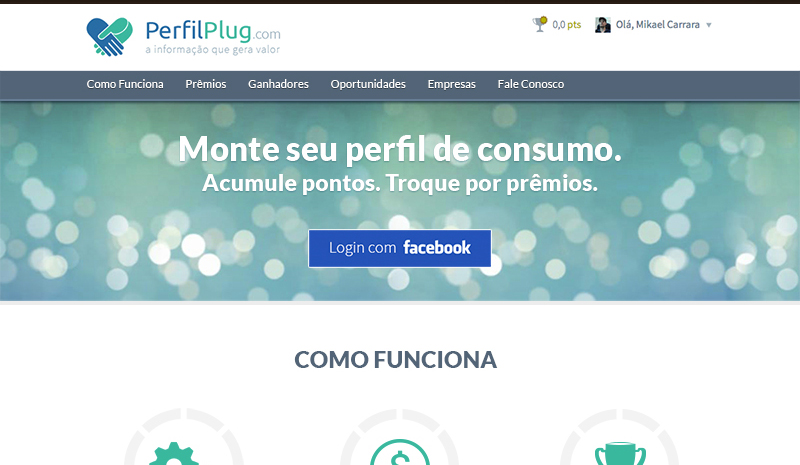 PerfilPlug.com
a informação que gera valor
0,0 pts
Olá, Mikael Carrara
Como Funciona Prêmios Ganhadores Oportunidades Empresas Fale Conosco
Monte seu perfil de consumo.
Acumule pontos. Troque por prêmios.
Login com facebook
COMO FUNCIONA